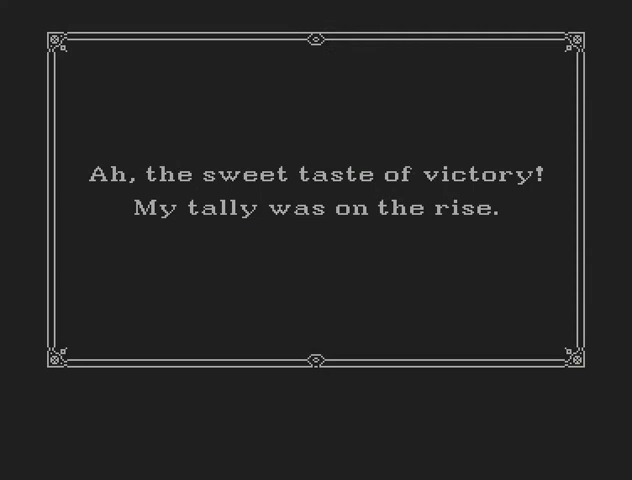 Ah, the sweet taste of victory!
My tally was on the rise.